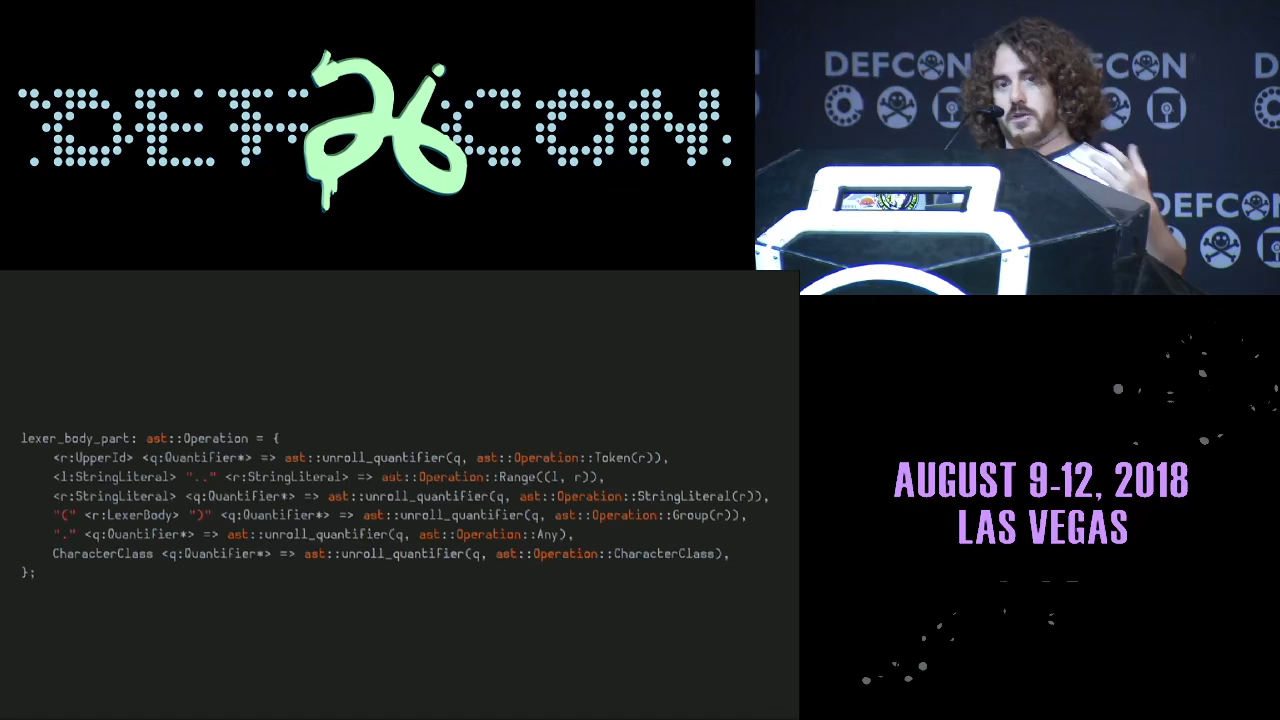 DEF 26 CON
DEFCON
CON
D
DEFCON
lexer_body_part: ast::Operation = {
<r:UpperId> <q:Quantifier*> => ast::unroll_quantifier(q, ast::Operation::Token(r)),
<l:StringLiteral> ".." <r:StringLiteral> => ast::Operation::Range((l, r)),
<r:StringLiteral> <q:Quantifier*> => ast::unroll_quantifier(q, ast::Operation::StringLiteral(r)),
"(" <r:LexerBody> ")" <q:Quantifier*> => ast::unroll_quantifier(q, ast::Operation::Group(r)),
"." <q:Quantifier*> => ast::unroll_quantifier(q, ast::Operation::Any),
CharacterClass <q:Quantifier*> => ast::unroll_quantifier(q, ast::Operation::CharacterClass),
};
AUGUST 9-12, 2018
LAS VEGAS